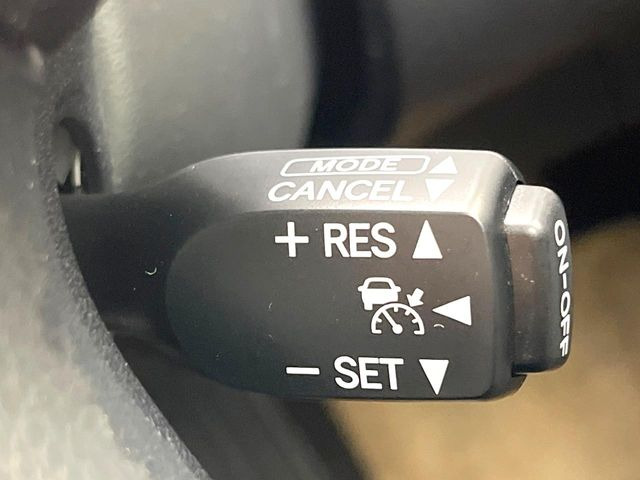 MODE ▲
CANCEL ▼
+ RES ▲
◀
− SET ▼
ON-OFF